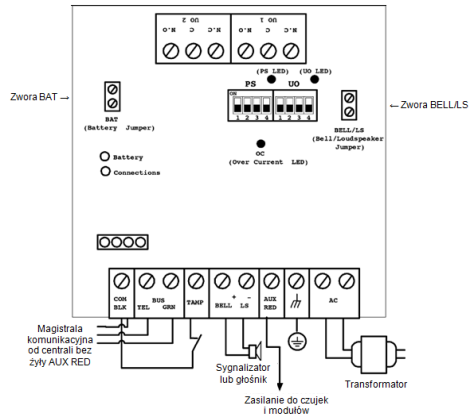 UO 2 UO 1
N.O C N.C N.O C N.C
(PS LED) (UO LED)
PS UO
ON
1 2 3 4 1 2 3 4
Zwora BAT →
← Zwora BELL/LS
BAT
(Battery Jumper)
BELL/LS
(Bell/Loudspeaker
Jumper)
OC
(Over Current LED)
Battery
Connections
COM
BLK
BUS
YEL GRN
TAMP
+ -
BELL LS
AUX
RED
AC
Magistrala
komunikacyjna
od centrali bez
żyły AUX RED
Sygnalizator
lub głośnik
Transformator
Zasilanie do czujek
i modułów